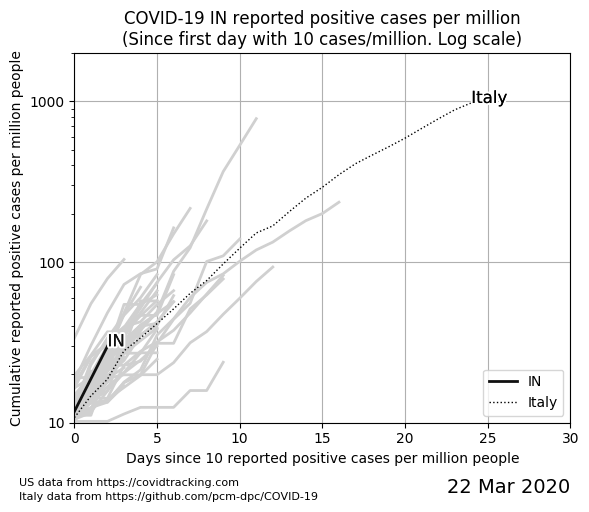 COVID-19 IN reported positive cases per million
(Since first day with 10 cases/million. Log scale)
Cumulative reported positive cases per million people
1000
100
10
Italy
IN
IN
Italy
0
5
10
15
20
25
30
Days since 10 reported positive cases per million people
US data from https://covidtracking.com
Italy data from https://github.com/pcm-dpc/COVID-19
22 Mar 2020